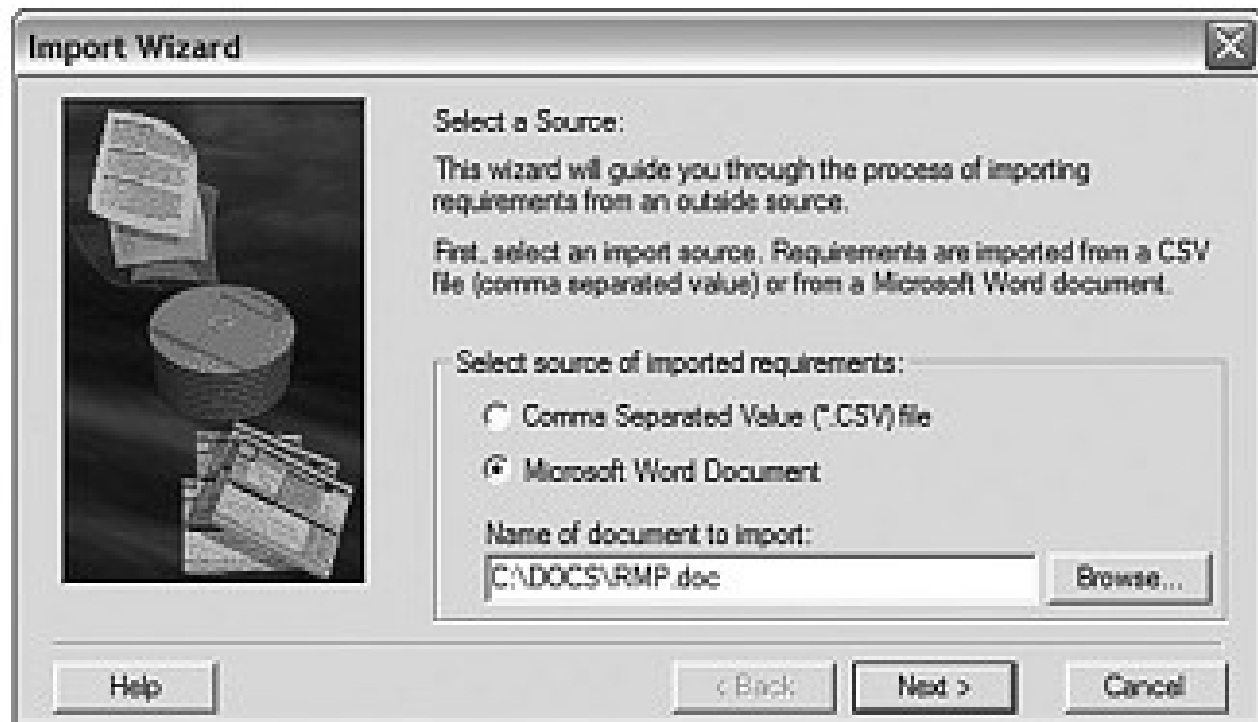 Import Wizard
Select a Source:
This wizard will guide you through the process of importing
requirements from an outside source.
First, select an import source. Requirements are imported from a CSV
file (comma separated value) or from a Microsoft Word document.
Select source of imported requirements:
Comma Separated Value (*.CSV) file
Microsoft Word Document
Name of document to import:
C:\DOCS\RMP.doc
Browse...
Help
< Back
Next >
Cancel